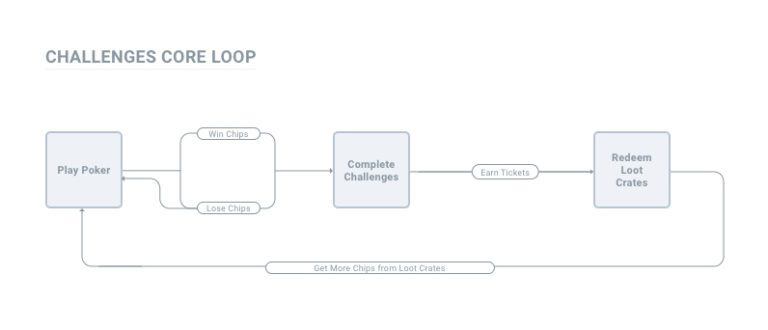 CHALLENGES CORE LOOP
Win Chips
Play Poker
Complete
Challenges
Earn Tickets
Redeem
Loot
Crates
Lose Chips
Get More Chips from Loot Crates